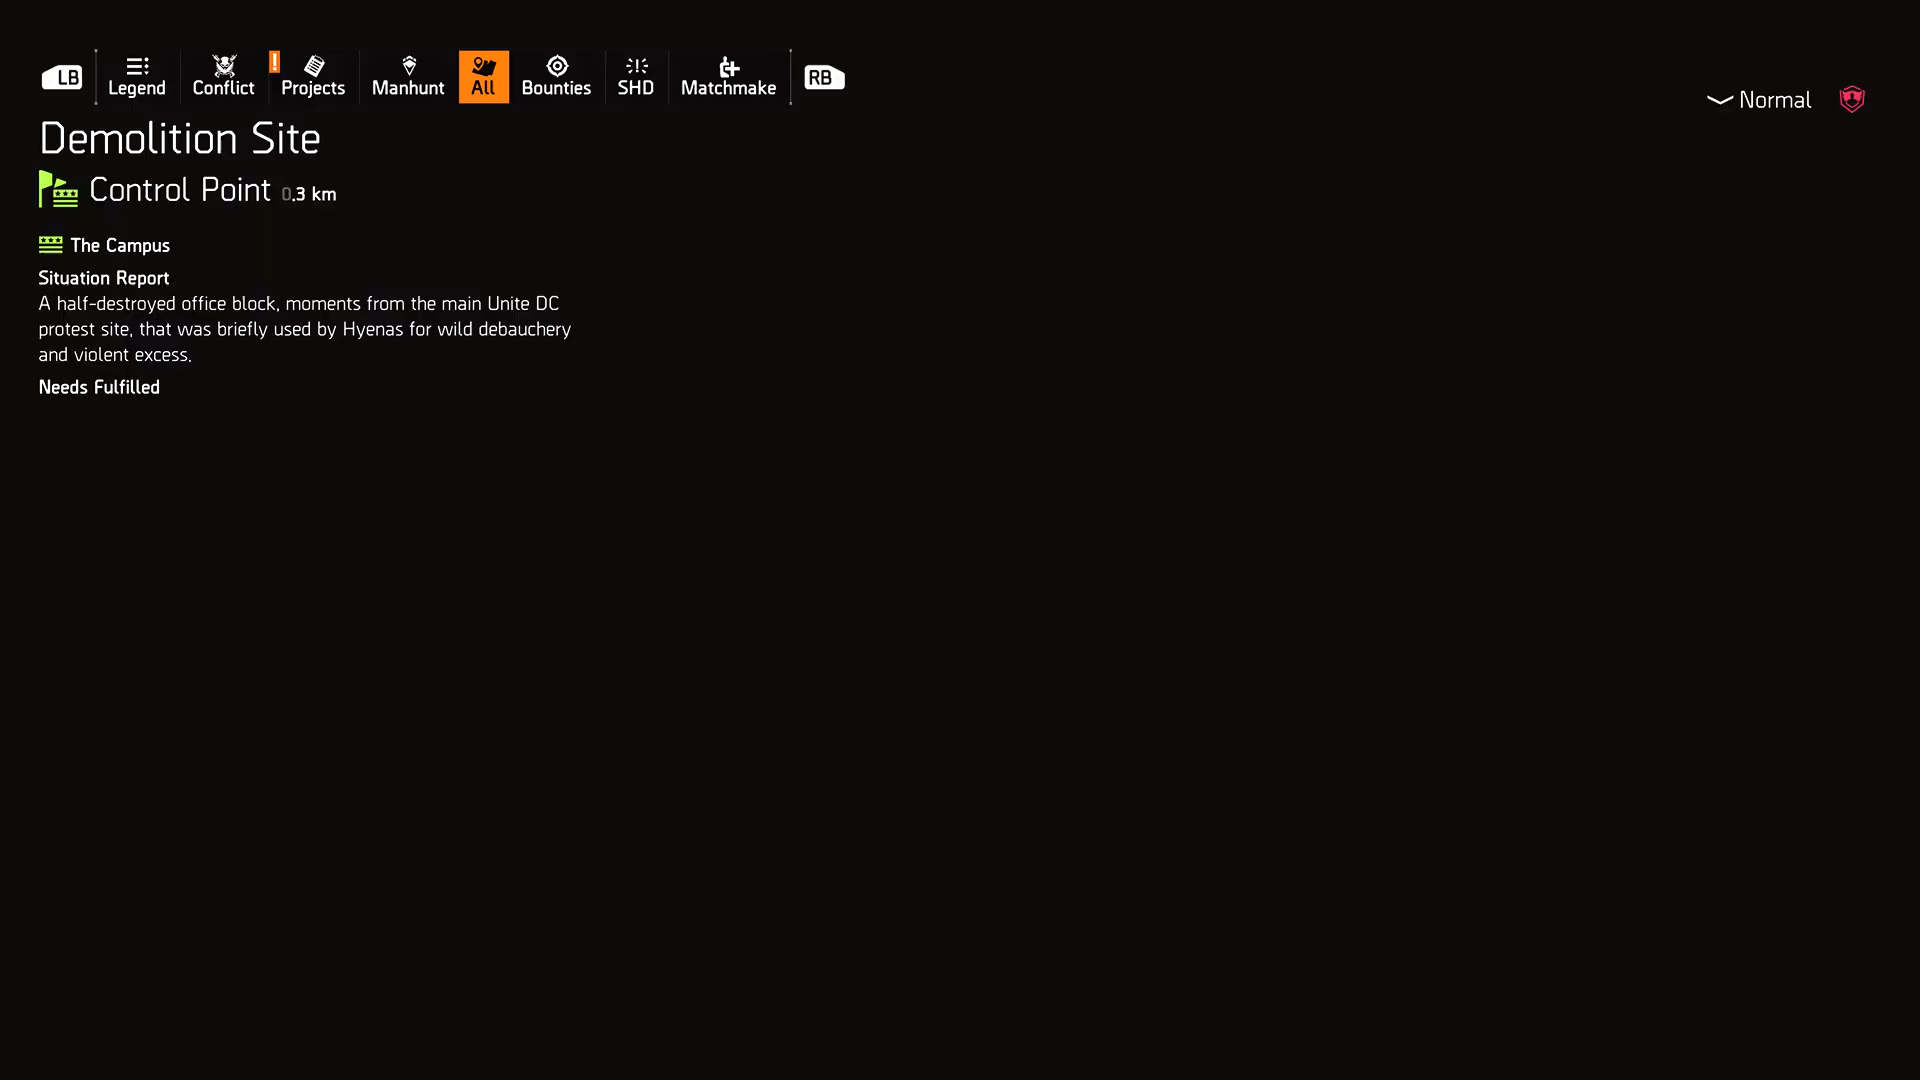 LB Legend Conflict ! Projects Manhunt All Bounties SHD Matchmake RB
Normal
Demolition Site
Control Point 0.3 km
The Campus
Situation Report
A half-destroyed office block, moments from the main Unite DC
protest site, that was briefly used by Hyenas for wild debauchery
and violent excess.
Needs Fulfilled